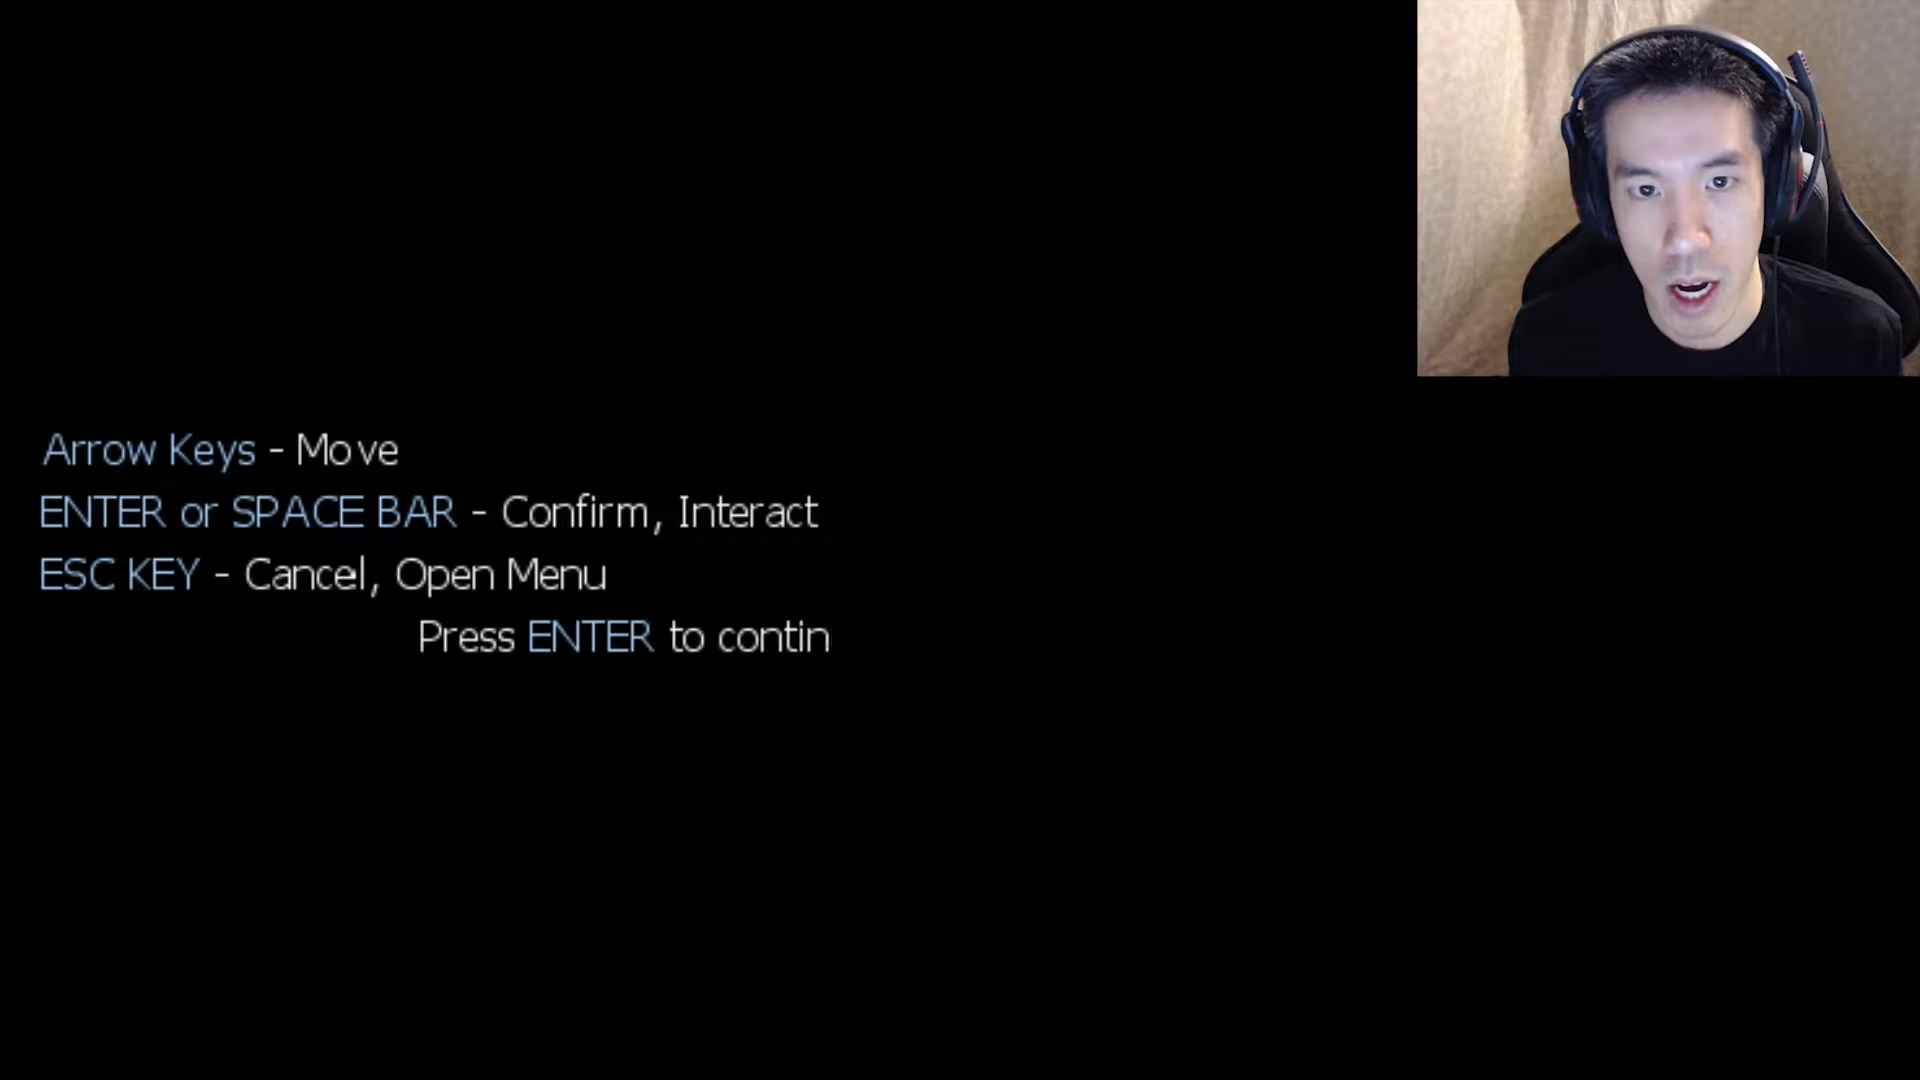 Arrow Keys - Move
ENTER or SPACE BAR - Confirm, Interact
ESC KEY - Cancel, Open Menu
Press ENTER to contin